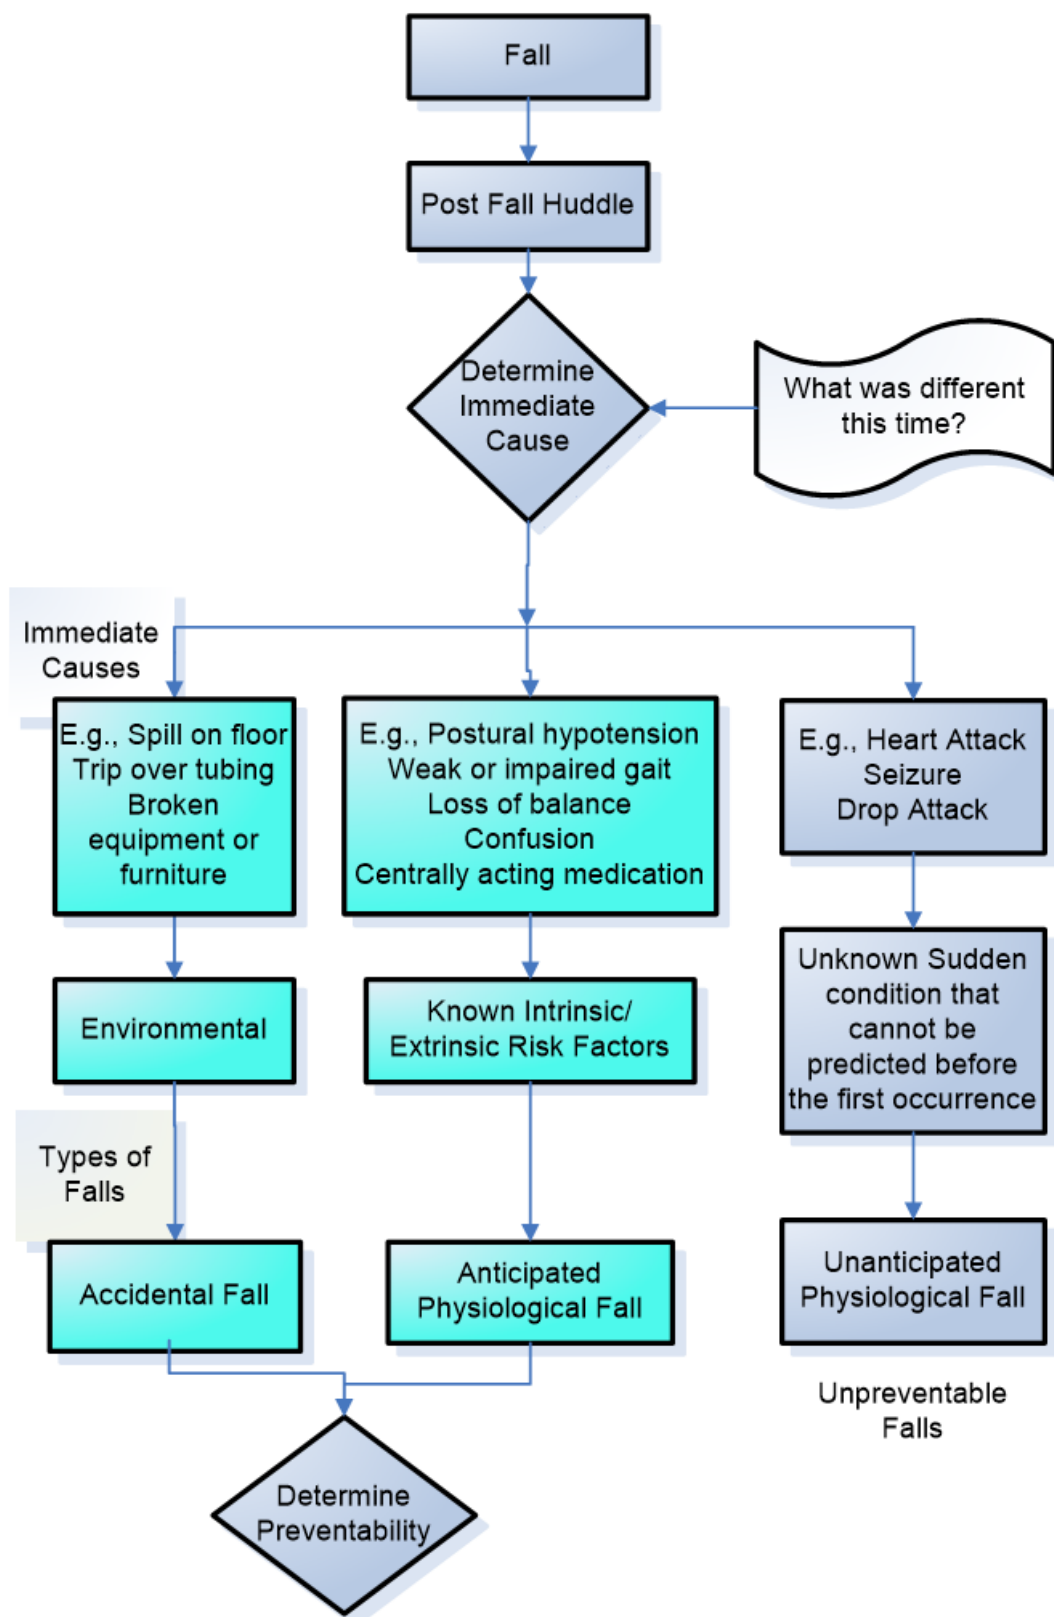 Fall
Post Fall Huddle
Determine
Immediate
Cause
What was different
this time?
Immediate
Causes
E.g., Spill on floor
Trip over tubing
Broken
equipment or
furniture
E.g., Postural hypotension
Weak or impaired gait
Loss of balance
Confusion
Centrally acting medication
E.g., Heart Attack
Seizure
Drop Attack
Environmental
Known Intrinsic/
Extrinsic Risk Factors
Unknown Sudden
condition that
cannot be
predicted before
the first occurrence
Types of
Falls
Accidental Fall
Anticipated
Physiological Fall
Unanticipated
Physiological Fall
Unpreventable
Falls
Determine
Preventability